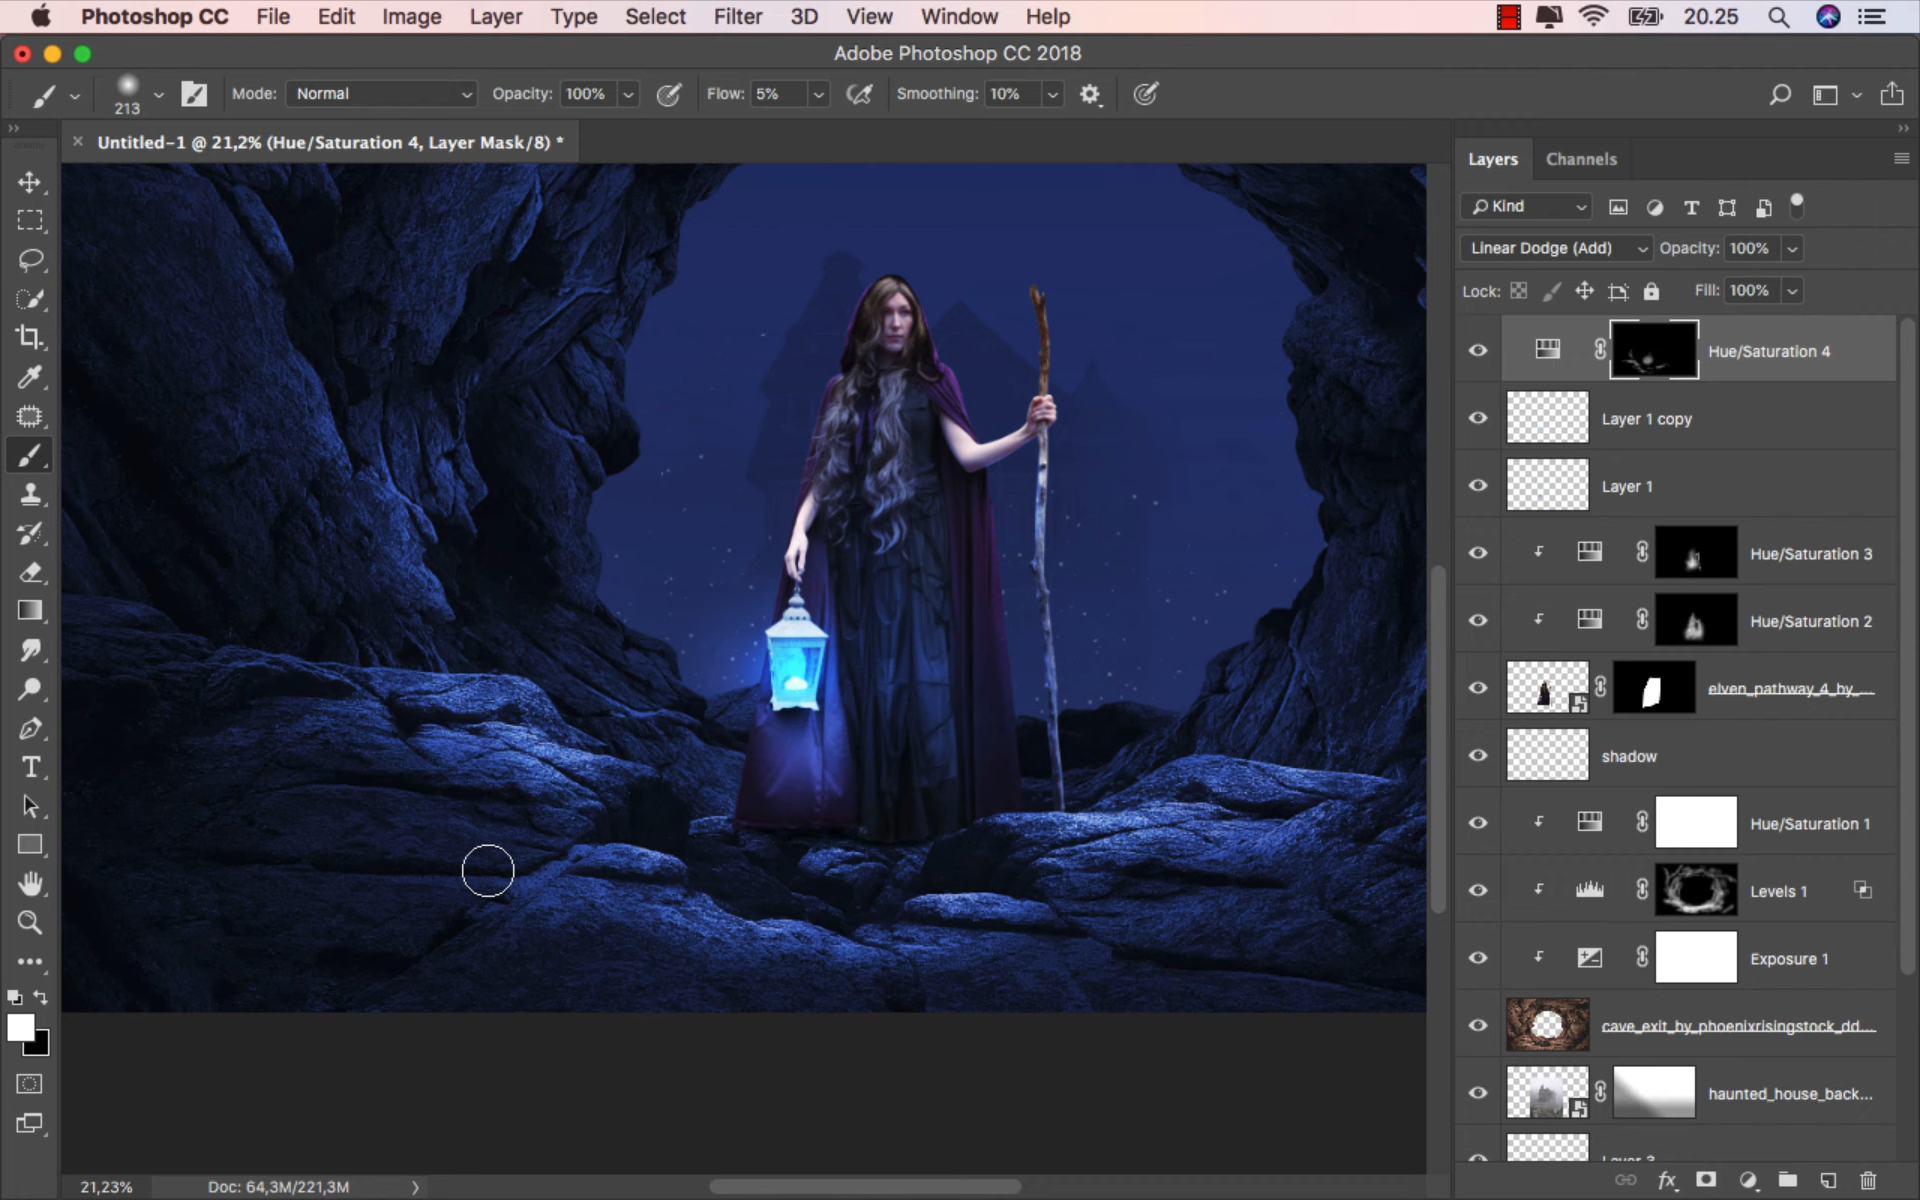 Photoshop CC File Edit Image Layer Type Select Filter 3D View Window Help 20.25
Adobe Photoshop CC 2018
213 Mode: Normal Opacity: 100% Flow: 5% Smoothing: 10%
Untitled-1 @ 21,2% (Hue/Saturation 4, Layer Mask/8) *
Layers Channels
Kind
Linear Dodge (Add) Opacity: 100%
Lock: Fill: 100%
Hue/Saturation 4
Layer 1 copy
Layer 1
Hue/Saturation 3
Hue/Saturation 2
elven_pathway_4_by_...
shadow
Hue/Saturation 1
Levels 1
Exposure 1
cave_exit_by_phoenixrisingstock_dd...
haunted_house_back...
21,23% Doc: 64,3M/221,3M